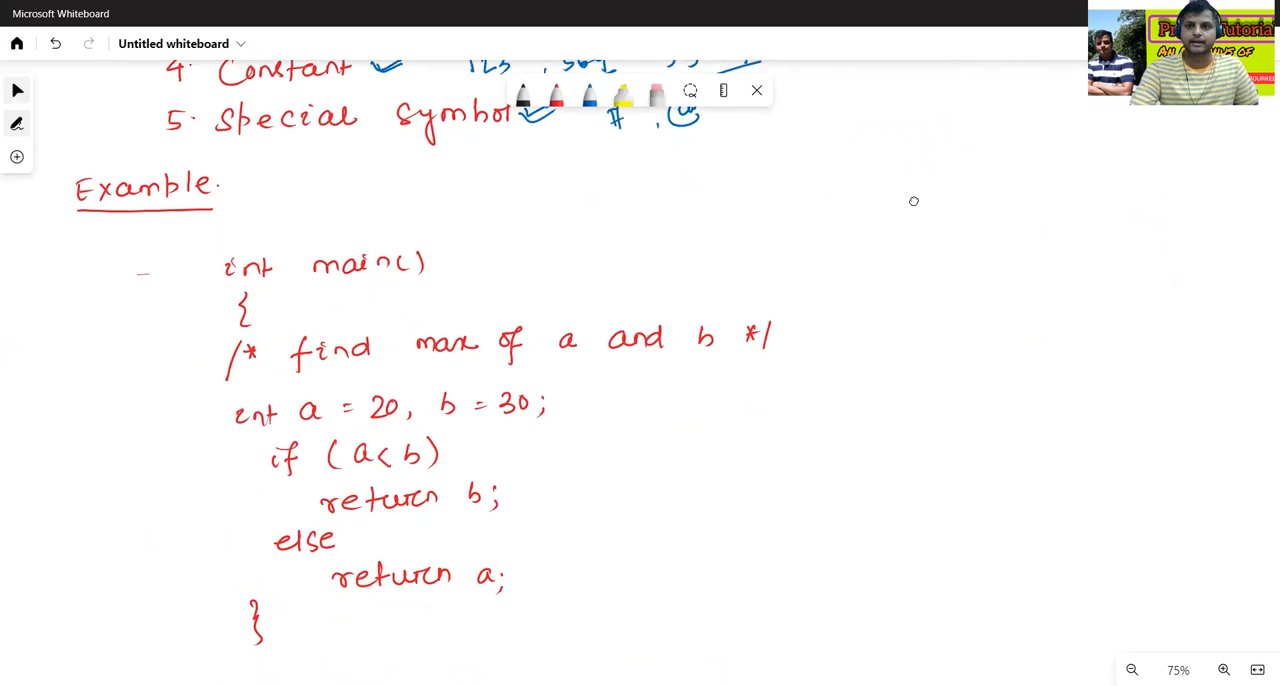 Microsoft Whiteboard
Untitled whiteboard
4. Constant
5. Special Symbol # , @
Example.
int main()
{
/* find max of a and b */
int a = 20, b = 30;
if (a < b)
return b;
else
return a;
}
75%